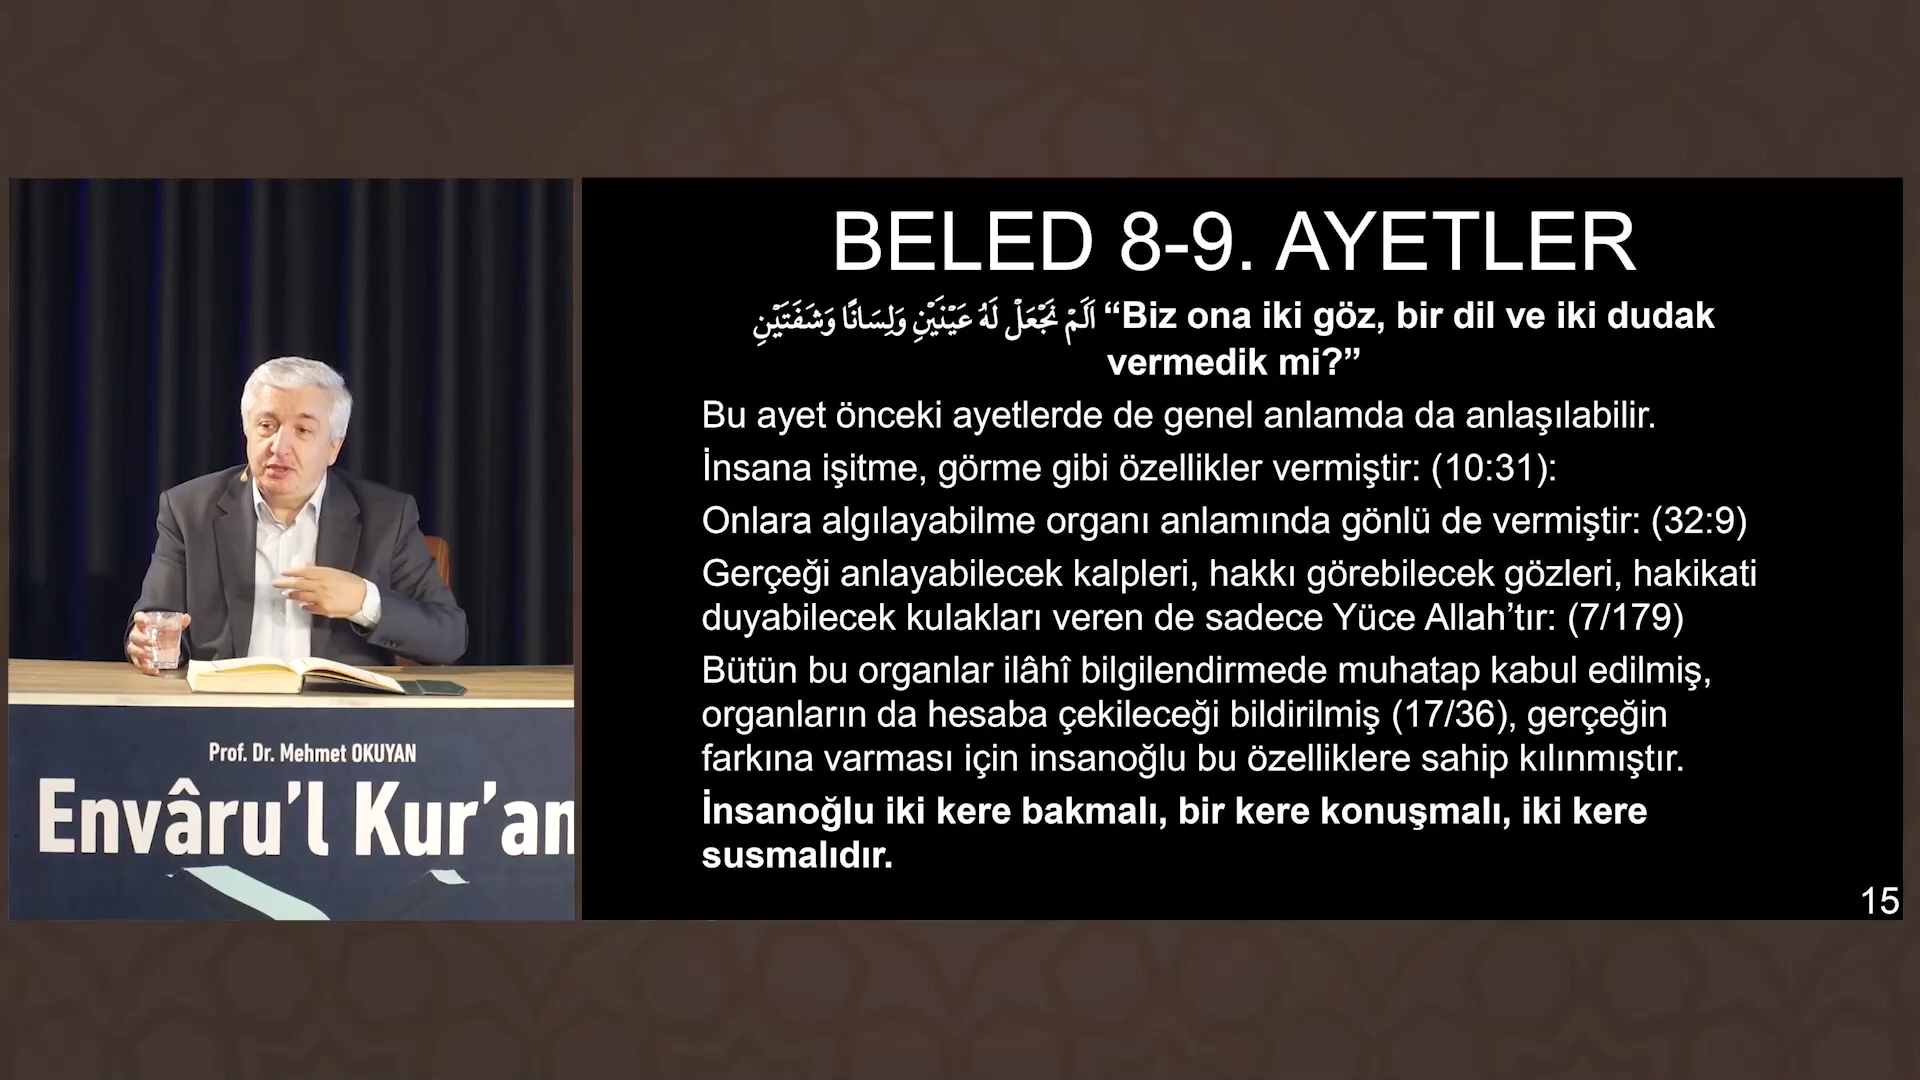 Prof. Dr. Mehmet OKUYAN
Envâru'l Kur'an
BELED 8-9. AYETLER
اَلَمْ نَجْعَلْ لَهُ عَيْنَيْنِ وَلِسَانًا وَشَفَتَيْنِ “Biz ona iki göz, bir dil ve iki dudak
vermedik mi?”
Bu ayet önceki ayetlerde de genel anlamda da anlaşılabilir.
İnsana işitme, görme gibi özellikler vermiştir: (10:31):
Onlara algılayabilme organı anlamında gönlü de vermiştir: (32:9)
Gerçeği anlayabilecek kalpleri, hakkı görebilecek gözleri, hakikati
duyabilecek kulakları veren de sadece Yüce Allah’tır: (7/179)
Bütün bu organlar ilâhî bilgilendirmede muhatap kabul edilmiş,
organların da hesaba çekileceği bildirilmiş (17/36), gerçeğin
farkına varması için insanoğlu bu özelliklere sahip kılınmıştır.
İnsanoğlu iki kere bakmalı, bir kere konuşmalı, iki kere
susmalıdır.
15